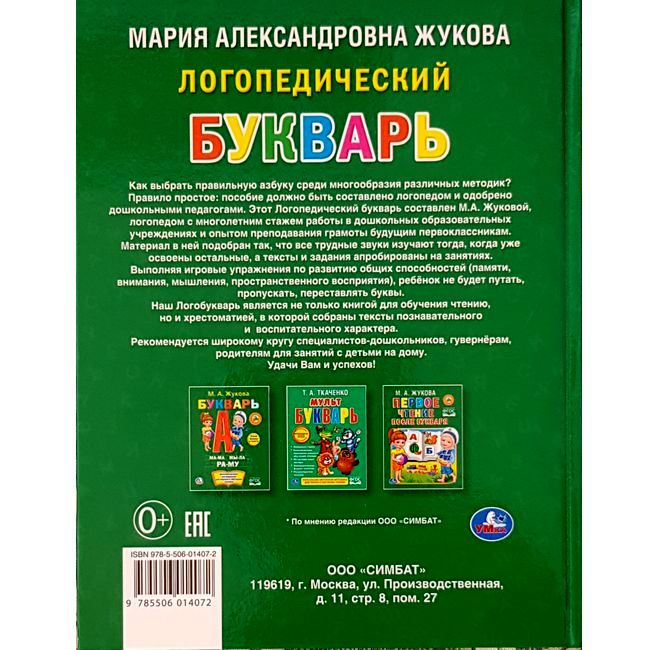 МАРИЯ АЛЕКСАНДРОВНА ЖУКОВА
ЛОГОПЕДИЧЕСКИЙ
БУКВАРЬ
Как выбрать правильную азбуку среди многообразия различных методик?
Правило простое: пособие должно быть составлено логопедом и одобрено
дошкольными педагогами. Этот Логопедический букварь составлен М.А. Жуковой,
логопедом с многолетним стажем работы в дошкольных образовательных
учреждениях и опытом преподавания грамоты будущим первоклассникам.
Материал в ней подобран так, что все трудные звуки изучают тогда, когда уже
освоены остальные, а тексты и задания апробированы на занятиях.
Выполняя игровые упражнения по развитию общих способностей (памяти,
внимания, мышления, пространственного восприятия), ребёнок не будет путать,
пропускать, переставлять буквы.
Наш Логобукварь является не только книгой для обучения чтению,
но и хрестоматией, в которой собраны тексты познавательного
и воспитательного характера.
Рекомендуется широкому кругу специалистов-дошкольников, гувернёрам,
родителям для занятий с детьми на дому.
Удачи Вам и успехов!
М. А. Жукова
БУКВАРЬ
А
МА-МА МЫ-ЛА
РА-МУ
Т. А. ТКАЧЕНКО
МУЛЬТ
БУКВАРЬ
М. А. ЖУКОВА
ПЕРВОЕ
ЧТЕНИЕ
ПОСЛЕ БУКВАРЯ
А
Б
0+
EAC
* По мнению редакции ООО «СИМБАТ»
УМка
ISBN 978-5-506-01407-2
9 785506 014072
ООО «СИМБАТ»
119619, г. Москва, ул. Производственная,
д. 11, стр. 8, пом. 27